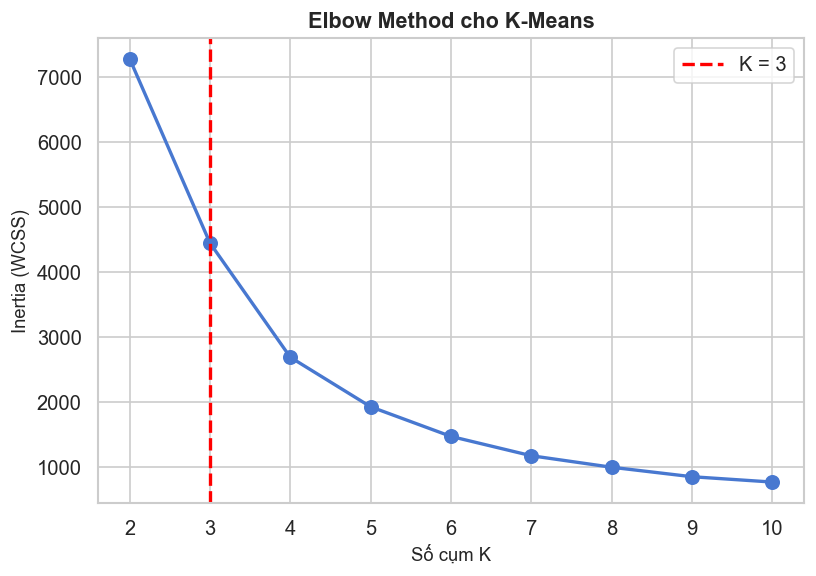 Elbow Method cho K-Means
K = 3
7000
6000
5000
4000
3000
2000
1000
Inertia (WCSS)
2 3 4 5 6 7 8 9 10
Số cụm K